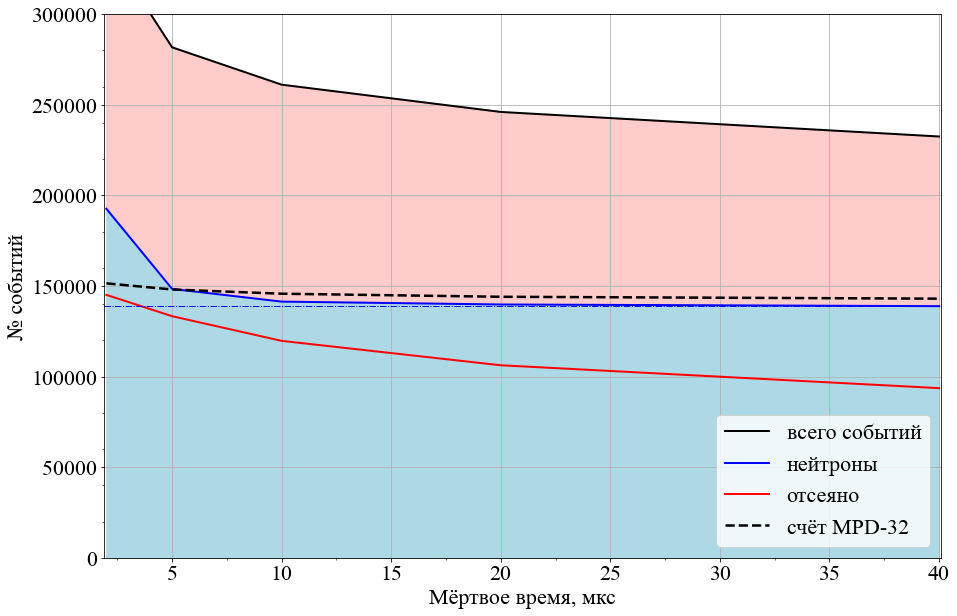 300000
250000
200000
150000
100000
50000
0
№ событий
всего событий
нейтроны
отсеяно
счёт MPD-32
5 10 15 20 25 30 35 40
Мёртвое время, мкс